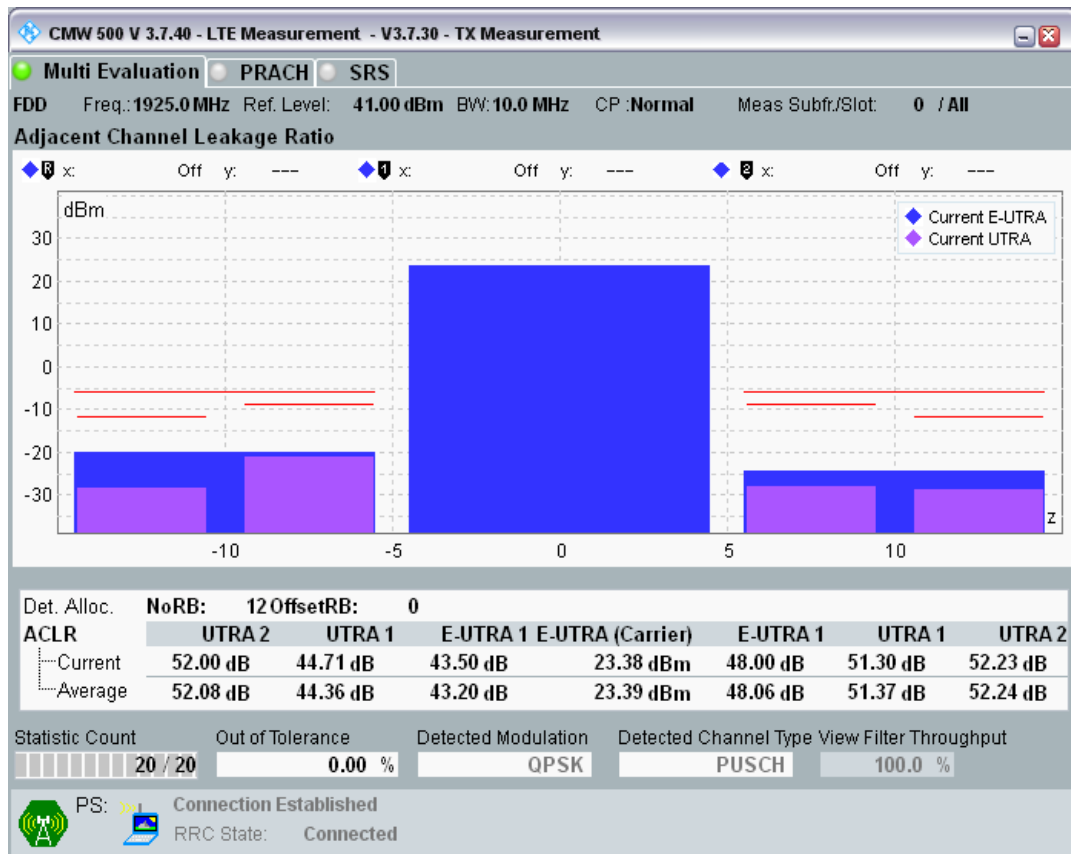 CMW 500 V 3.7.40 - LTE Measurement - V3.7.30 - TX Measurement
Multi Evaluation PRACH SRS
FDD Freq.: 1925.0 MHz Ref. Level: 41.00 dBm BW: 10.0 MHz CP :Normal Meas Subfr./Slot: 0 / All
Adjacent Channel Leakage Ratio
R x: Off y: --- 1 x: Off y: --- 2 x: Off y: ---
dBm
Current E-UTRA
Current UTRA
30
20
10
0
-10
-20
-30
z
-10 -5 0 5 10
Det. Alloc. NoRB: 12 OffsetRB: 0
ACLR UTRA 2 UTRA 1 E-UTRA 1 E-UTRA (Carrier) E-UTRA 1 UTRA 1 UTRA 2
Current 52.00 dB 44.71 dB 43.50 dB 23.38 dBm 48.00 dB 51.30 dB 52.23 dB
Average 52.08 dB 44.36 dB 43.20 dB 23.39 dBm 48.06 dB 51.37 dB 52.24 dB
Statistic Count Out of Tolerance Detected Modulation Detected Channel Type View Filter Throughput
20 / 20 0.00 % QPSK PUSCH 100.0 %
PS: Connection Established
RRC State: Connected